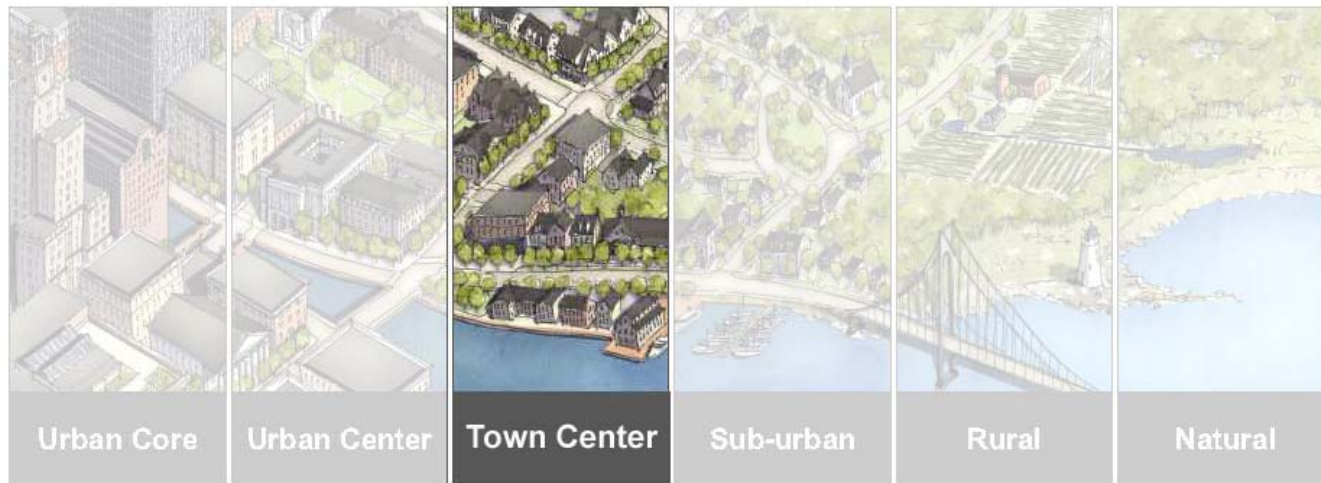 Urban Core
Urban Center
Town Center
Sub-urban
Rural
Natural